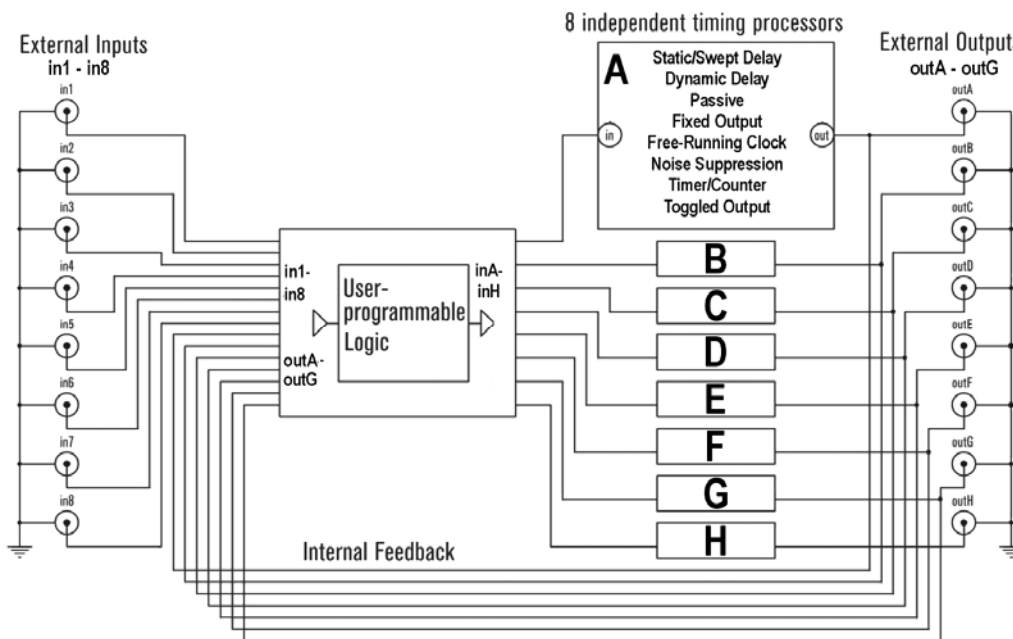 8 independent timing processors
External Inputs
in1 - in8
External Output
outA - outG
in1
in2
in3
in4
in5
in6
in7
in8
A
Static/Swept Delay
Dynamic Delay
Passive
Fixed Output
Free-Running Clock
Noise Suppression
Timer/Counter
Toggled Output
in
out
in1-
in8
outA-
outG
User-
programmable
Logic
inA-
inH
B
C
D
E
F
G
H
outA
outB
outC
outD
outE
outF
outG
outH
Internal Feedback